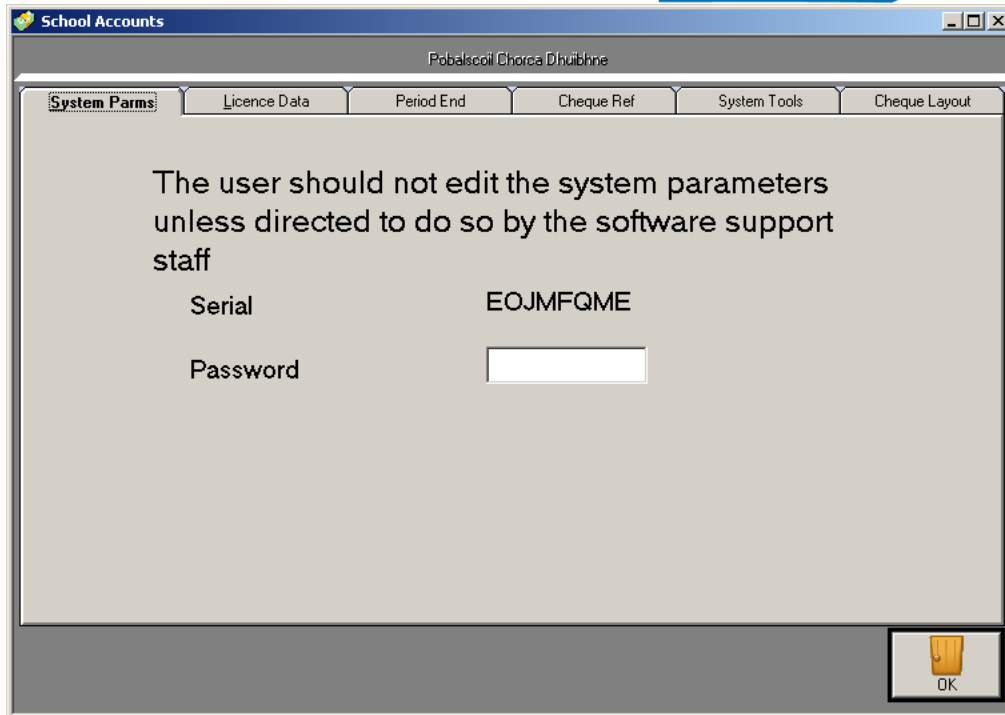 School Accounts
Pobalscoil Chorca Dhuibhne
System Parms Licence Data Period End Cheque Ref System Tools Cheque Layout
The user should not edit the system parameters
unless directed to do so by the software support
staff
Serial EOJMFQME
Password
OK